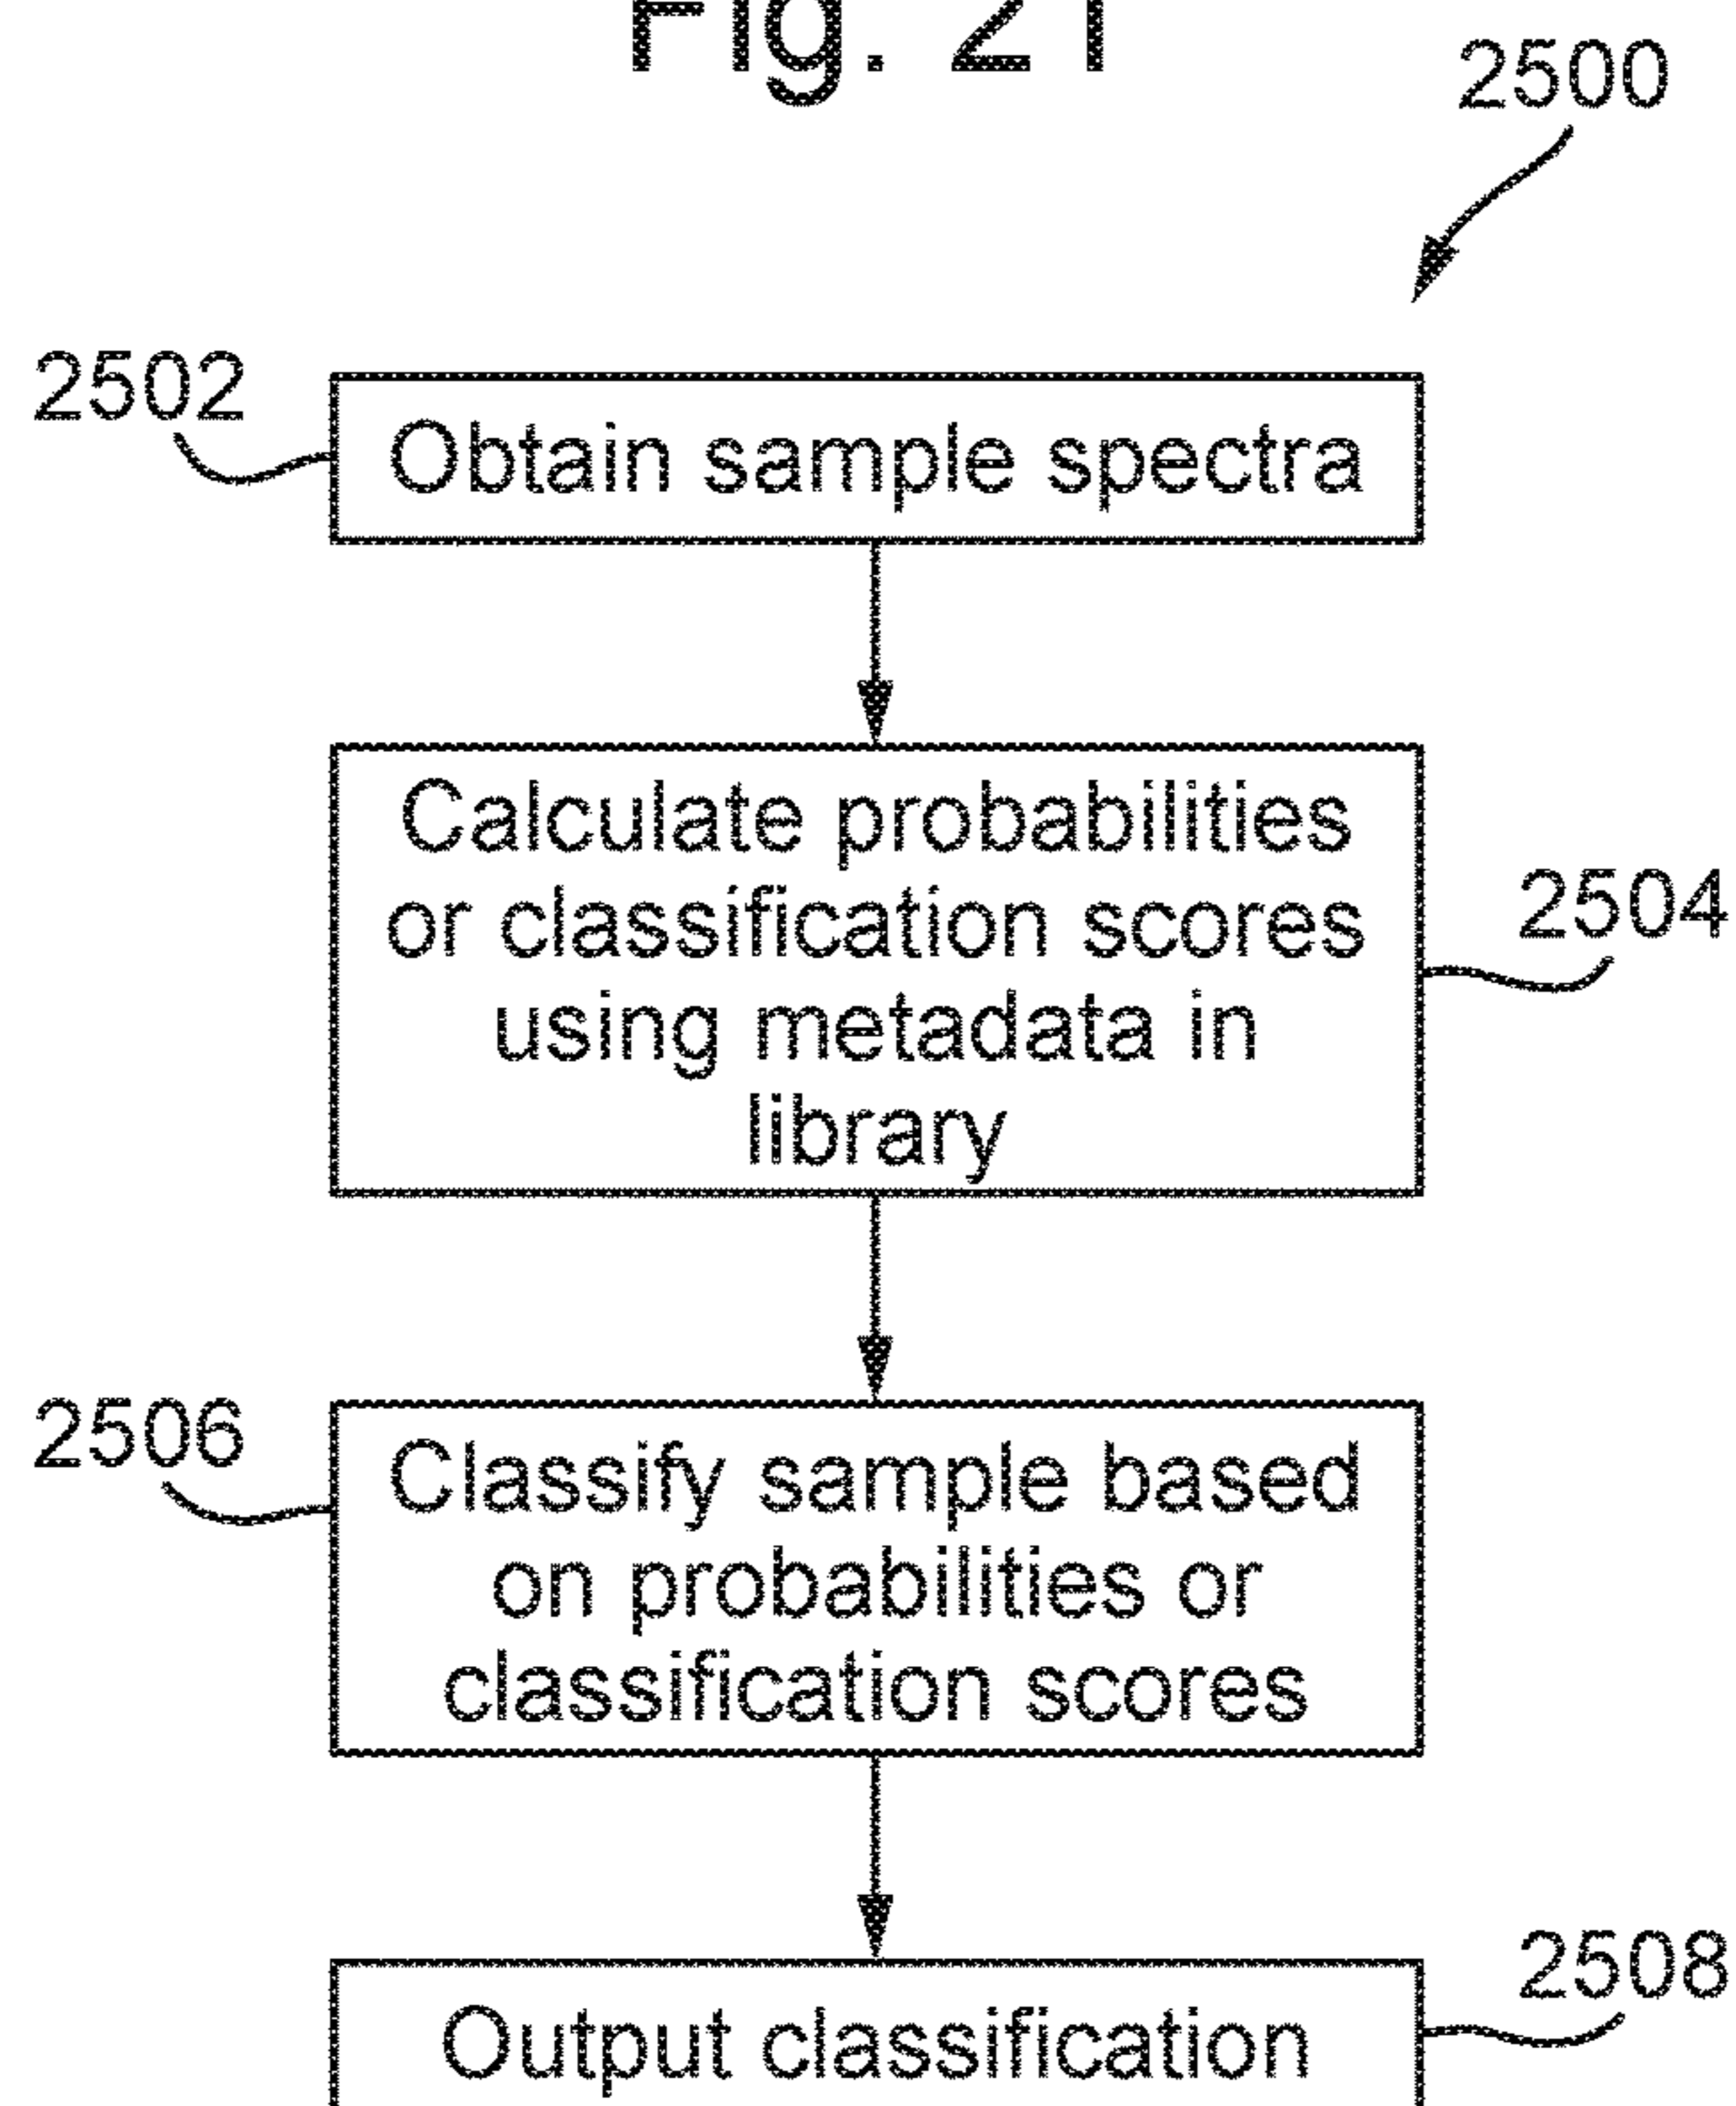 Fig. 21
2500
2502
Obtain sample spectra
Calculate probabilities
or classification scores
using metadata in
library
2504
2506
Classify sample based
on probabilities or
classification scores
2508
Output classification